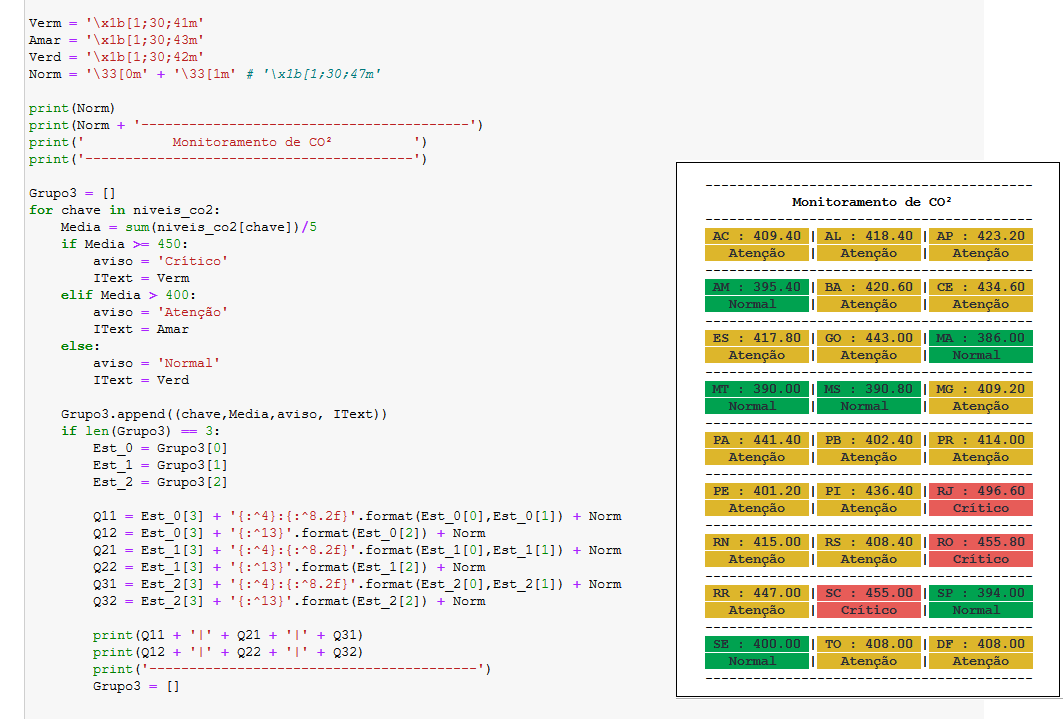 Verm = '\x1b[1;30;41m'
Amar = '\x1b[1;30;43m'
Verd = '\x1b[1;30;42m'
Norm = '\33[0m' + '\33[1m' # '\x1b[1;30;47m'
print(Norm)
print(Norm + '-----------------------------------------')
print('           Monitoramento de CO²          ')
print('-----------------------------------------')
Grupo3 = []
for chave in niveis_co2:
    Media = sum(niveis_co2[chave])/5
    if Media >= 450:
        aviso = 'Crítico'
        IText = Verm
    elif Media > 400:
        aviso = 'Atenção'
        IText = Amar
    else:
        aviso = 'Normal'
        IText = Verd
    Grupo3.append((chave,Media,aviso, IText))
    if len(Grupo3) == 3:
        Est_0 = Grupo3[0]
        Est_1 = Grupo3[1]
        Est_2 = Grupo3[2]
        Q11 = Est_0[3] + '{:^4}:{:^8.2f}'.format(Est_0[0],Est_0[1]) + Norm
        Q12 = Est_0[3] + '{:^13}'.format(Est_0[2]) + Norm
        Q21 = Est_1[3] + '{:^4}:{:^8.2f}'.format(Est_1[0],Est_1[1]) + Norm
        Q22 = Est_1[3] + '{:^13}'.format(Est_1[2]) + Norm
        Q31 = Est_2[3] + '{:^4}:{:^8.2f}'.format(Est_2[0],Est_2[1]) + Norm
        Q32 = Est_2[3] + '{:^13}'.format(Est_2[2]) + Norm
        print(Q11 + '|' + Q21 + '|' + Q31)
        print(Q12 + '|' + Q22 + '|' + Q32)
        print('-----------------------------------------')
        Grupo3 = []
-----------------------------------------
Monitoramento de CO²
-----------------------------------------
AC : 409.40 | AL : 418.40 | AP : 423.20
Atenção | Atenção | Atenção
-----------------------------------------
AM : 395.40 | BA : 420.60 | CE : 434.60
Normal | Atenção | Atenção
-----------------------------------------
ES : 417.80 | GO : 443.00 | MA : 386.00
Atenção | Atenção | Normal
-----------------------------------------
MT : 390.00 | MS : 390.80 | MG : 409.20
Normal | Normal | Atenção
-----------------------------------------
PA : 441.40 | PB : 402.40 | PR : 414.00
Atenção | Atenção | Atenção
-----------------------------------------
PE : 401.20 | PI : 436.40 | RJ : 496.60
Atenção | Atenção | Crítico
-----------------------------------------
RN : 415.00 | RS : 408.40 | RO : 455.80
Atenção | Atenção | Crítico
-----------------------------------------
RR : 447.00 | SC : 455.00 | SP : 394.00
Atenção | Crítico | Normal
-----------------------------------------
SE : 400.00 | TO : 408.00 | DF : 408.00
Normal | Atenção | Atenção
-----------------------------------------